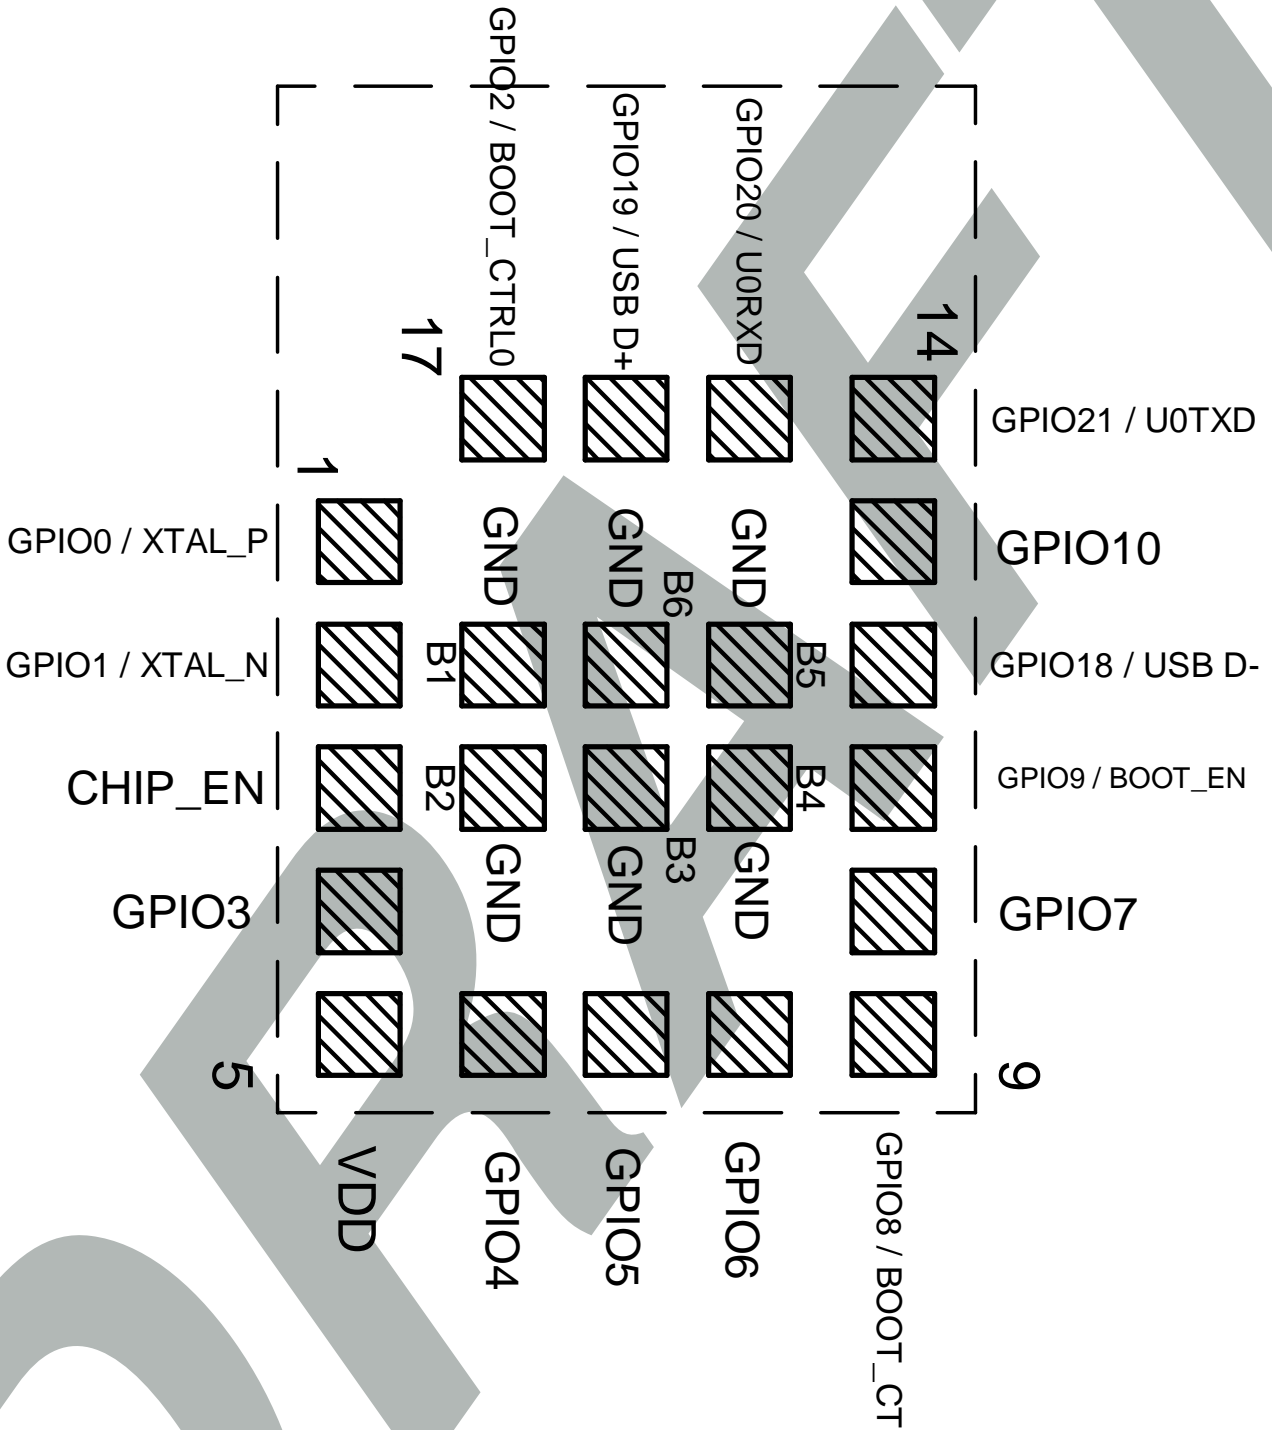 GPIO2 / BOOT_CTRL0
GPIO19 / USB D+
GPIO20 / U0RXD
17
14
GPIO21 / U0TXD
1
GPIO0 / XTAL_P
GND
GND
GND
GPIO10
B6
GPIO1 / XTAL_N
B1
B5
GPIO18 / USB D-
CHIP_EN
B2
B4
GPIO9 / BOOT_EN
B3
GPIO3
GND
GND
GND
GPIO7
5
9
VDD
GPIO4
GPIO5
GPIO6
GPIO8 / BOOT_CT